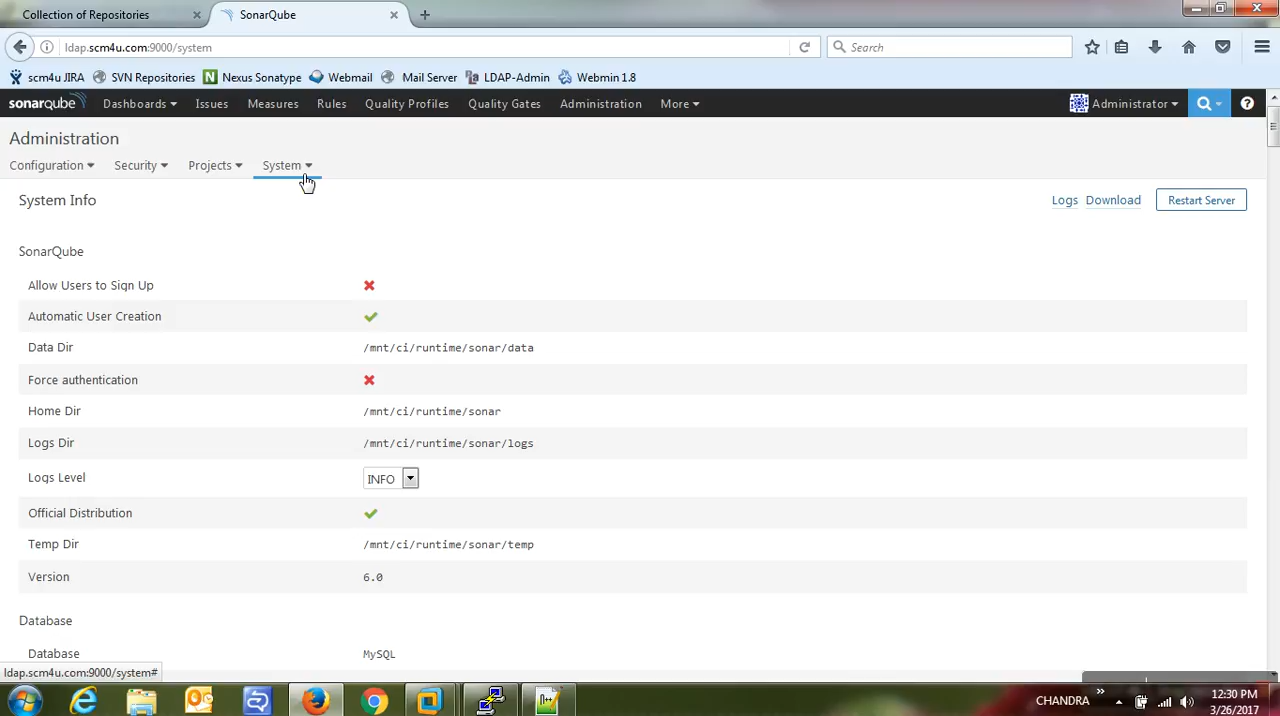 Collection of Repositories
SonarQube
ldap.scm4u.com:9000/system
Search
scm4u JIRA SVN Repositories Nexus Sonatype Webmail Mail Server LDAP-Admin Webmin 1.8
sonarqube Dashboards Issues Measures Rules Quality Profiles Quality Gates Administration More Administrator
Administration
Configuration Security Projects System
System Info Logs Download Restart Server
SonarQube
Allow Users to Sign Up
Automatic User Creation
Data Dir /mnt/ci/runtime/sonar/data
Force authentication
Home Dir /mnt/ci/runtime/sonar
Logs Dir /mnt/ci/runtime/sonar/logs
Logs Level INFO
Official Distribution
Temp Dir /mnt/ci/runtime/sonar/temp
Version 6.0
Database
Database MySQL
ldap.scm4u.com:9000/system#
CHANDRA
12:30 PM
3/26/2017